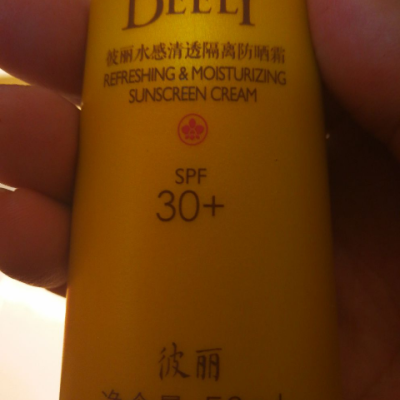 彼丽水感清透隔离防晒霜
REFRESHING & MOISTURIZING
SUNSCREEN CREAM
SPF
30+
彼丽